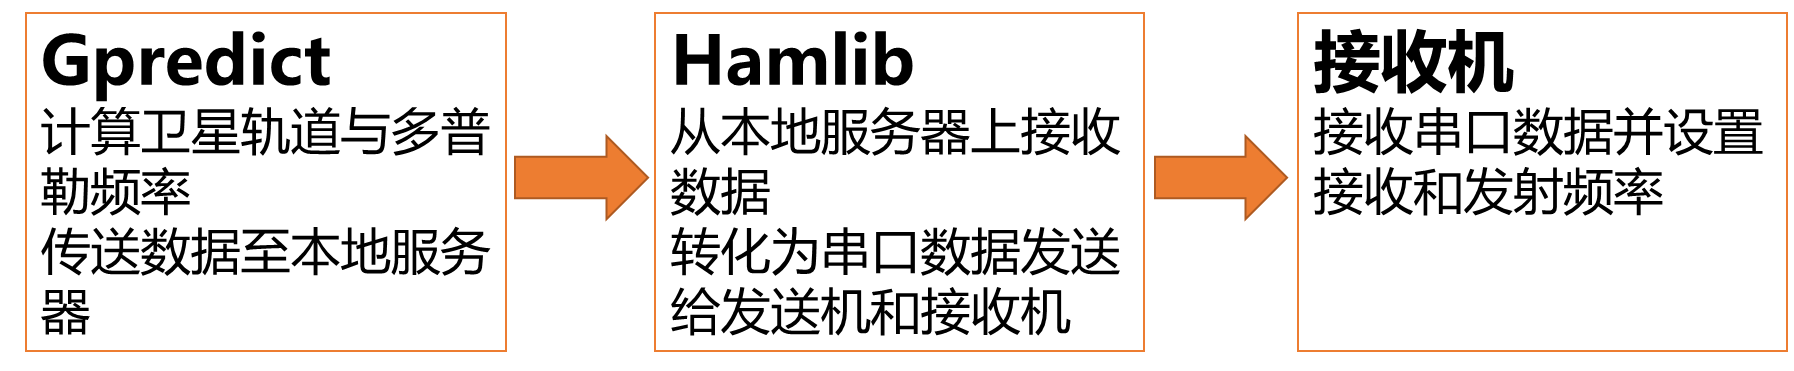 Gpredict
计算卫星轨道与多普
勒频率
传送数据至本地服务
器
Hamlib
从本地服务器上接收
数据
转化为串口数据发送
给发送机和接收机
接收机
接收串口数据并设置
接收和发射频率